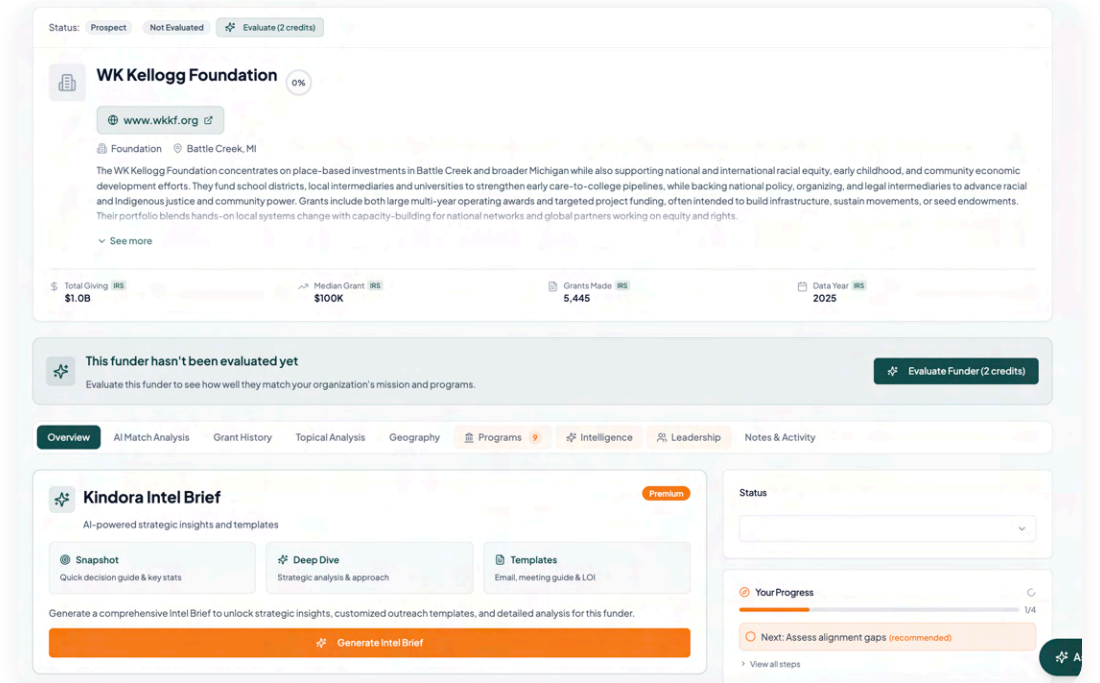 Status: Prospect Not Evaluated Evaluate (2 credits)
WK Kellogg Foundation 0%
www.wkkf.org
Foundation Battle Creek, MI
The WK Kellogg Foundation concentrates on place-based investments in Battle Creek and broader Michigan while also supporting national and international racial equity, early childhood, and community economic
development efforts. They fund school districts, local intermediaries and universities to strengthen early care-to-college pipelines, while backing national policy, organizing, and legal intermediaries to advance racial
and Indigenous justice and community power. Grants include both large multi-year operating awards and targeted project funding, often intended to build infrastructure, sustain movements, or seed endowments.
Their portfolio blends hands-on local systems change with capacity-building for national networks and global partners working on equity and rights.
See more
Total Giving IRS Median Grant IRS Grants Made IRS Data Year IRS
$1.0B $100K 5,445 2025
This funder hasn't been evaluated yet
Evaluate this funder to see how well they match your organization's mission and programs.
Evaluate Funder (2 credits)
Overview AI Match Analysis Grant History Topical Analysis Geography Programs 9 Intelligence Leadership Notes & Activity
Kindora Intel Brief Premium
AI-powered strategic insights and templates
Snapshot Deep Dive Templates
Quick decision guide & key stats Strategic analysis & approach Email, meeting guide & LOI
Generate a comprehensive Intel Brief to unlock strategic insights, customized outreach templates, and detailed analysis for this funder.
Generate Intel Brief
Status
Your Progress
1/4
Next: Assess alignment gaps (recommended)
View all steps